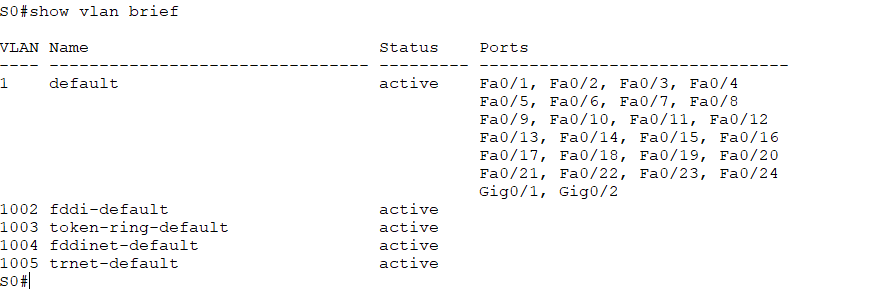 S0#show vlan brief
VLAN Name                             Status    Ports
---- -------------------------------- --------- -------------------------------
1    default                          active    Fa0/1, Fa0/2, Fa0/3, Fa0/4
                                                Fa0/5, Fa0/6, Fa0/7, Fa0/8
                                                Fa0/9, Fa0/10, Fa0/11, Fa0/12
                                                Fa0/13, Fa0/14, Fa0/15, Fa0/16
                                                Fa0/17, Fa0/18, Fa0/19, Fa0/20
                                                Fa0/21, Fa0/22, Fa0/23, Fa0/24
                                                Gig0/1, Gig0/2
1002 fddi-default                     active
1003 token-ring-default               active
1004 fddinet-default                  active
1005 trnet-default                    active
S0#